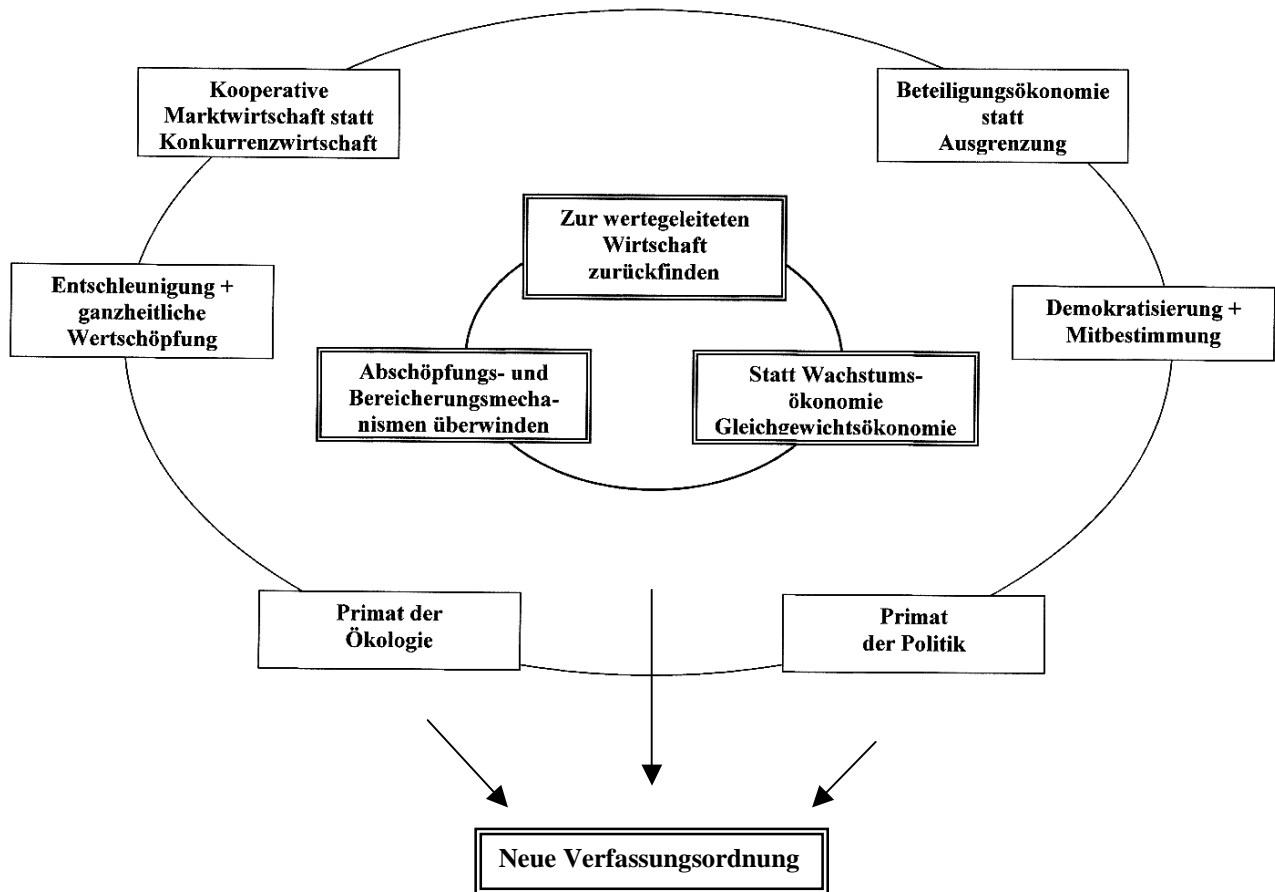 Kooperative
Marktwirtschaft statt
Konkurrenzwirtschaft
Beteiligungsökonomie
statt
Ausgrenzung
Zur wertegeleiteten
Wirtschaft
zurückfinden
Entschleunigung +
ganzheitliche
Wertschöpfung
Demokratisierung +
Mitbestimmung
Abschöpfungs- und
Bereicherungsmecha-
nismen überwinden
Statt Wachstums-
ökonomie
Gleichgewichtsökonomie
Primat der
Ökologie
Primat
der Politik
Neue Verfassungsordnung